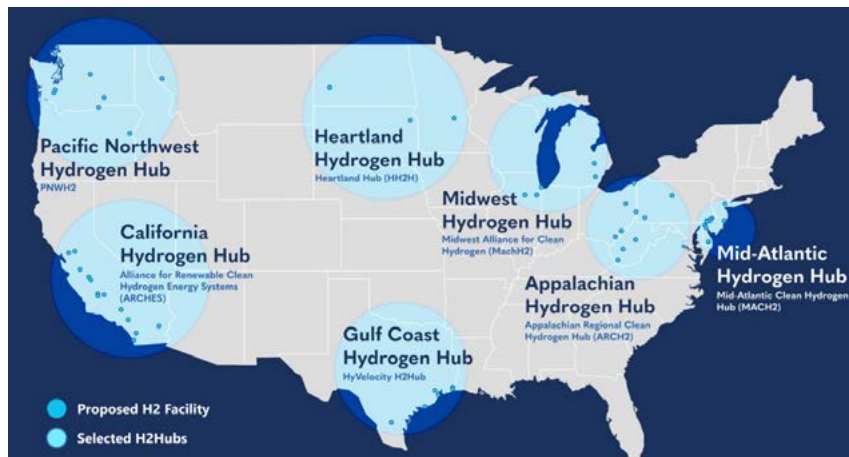 Pacific Northwest
Hydrogen Hub
PNWH2
Heartland
Hydrogen Hub
Heartland Hub (HH2H)
Midwest
Hydrogen Hub
Midwest Alliance for Clean
Hydrogen (MachH2)
California
Hydrogen Hub
Alliance for Renewable Clean
Hydrogen Energy Systems
(ARCHES)
Appalachian
Hydrogen Hub
Appalachian Regional Clean
Hydrogen Hub (ARCH2)
Mid-Atlantic
Hydrogen Hub
Mid-Atlantic Clean Hydrogen
Hub (MACH2)
Gulf Coast
Hydrogen Hub
HyVelocity H2Hub
Proposed H2 Facility
Selected H2Hubs